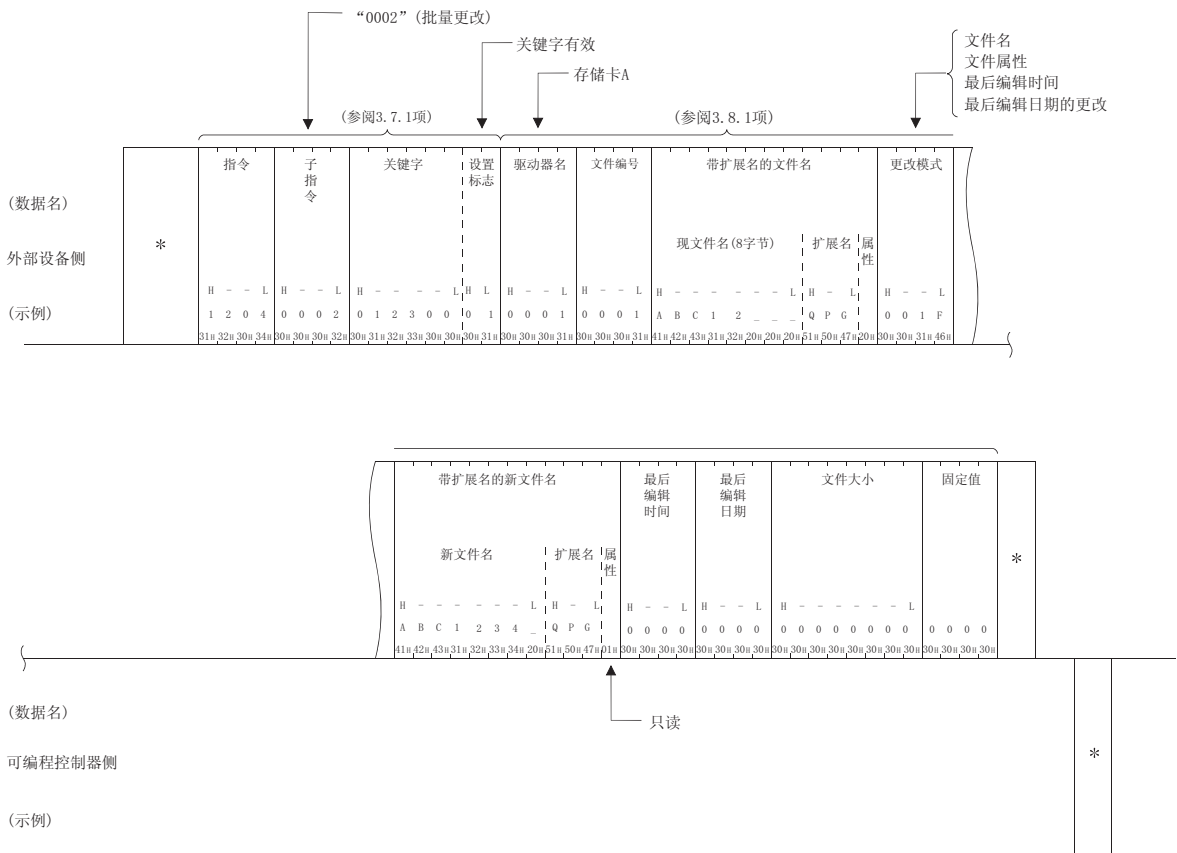 “0002”(批量更改)
关键字有效
存储卡A
文件名
文件属性
最后编辑时间
最后编辑日期的更改
(参阅3.7.1项)
(参阅3.8.1项)
指令
子指令
关键字
设置标志
驱动器名
文件编号
带扩展名的文件名
更改模式
(数据名)
外部设备侧
(示例)
*
现文件名(8字节)
扩展名
属性
H - - L H - - L H - - - - L H L H - - L H - - L H - - - - - - L H - L H - - L
1 2 0 4 0 0 0 2 0 1 2 3 0 0 0 1 0 0 0 1 0 0 0 1 A B C 1 2 _ _ _ Q P G 0 0 1 F
31H 32H 30H 34H 30H 30H 30H 32H 30H 31H 32H 33H 30H 30H 30H 31H 30H 30H 30H 31H 30H 30H 30H 31H 41H 42H 43H 31H 32H 20H 20H 20H 51H 50H 47H 20H 30H 30H 31H 46H
带扩展名的新文件名
最后编辑时间
最后编辑日期
文件大小
固定值
新文件名
扩展名
属性
*
H - - - - - - L H - L H - - L H - - L H - - - - - - L
A B C 1 2 3 4 _ Q P G 0 0 0 0 0 0 0 0 0 0 0 0 0 0 0 0 0 0 0 0
41H 42H 43H 31H 32H 33H 34H 20H 51H 50H 47H 01H 30H 30H 30H 30H 30H 30H 30H 30H 30H 30H 30H 30H 30H 30H 30H 30H 30H 30H 30H 30H
只读
(数据名)
可编程控制器侧
(示例)
*